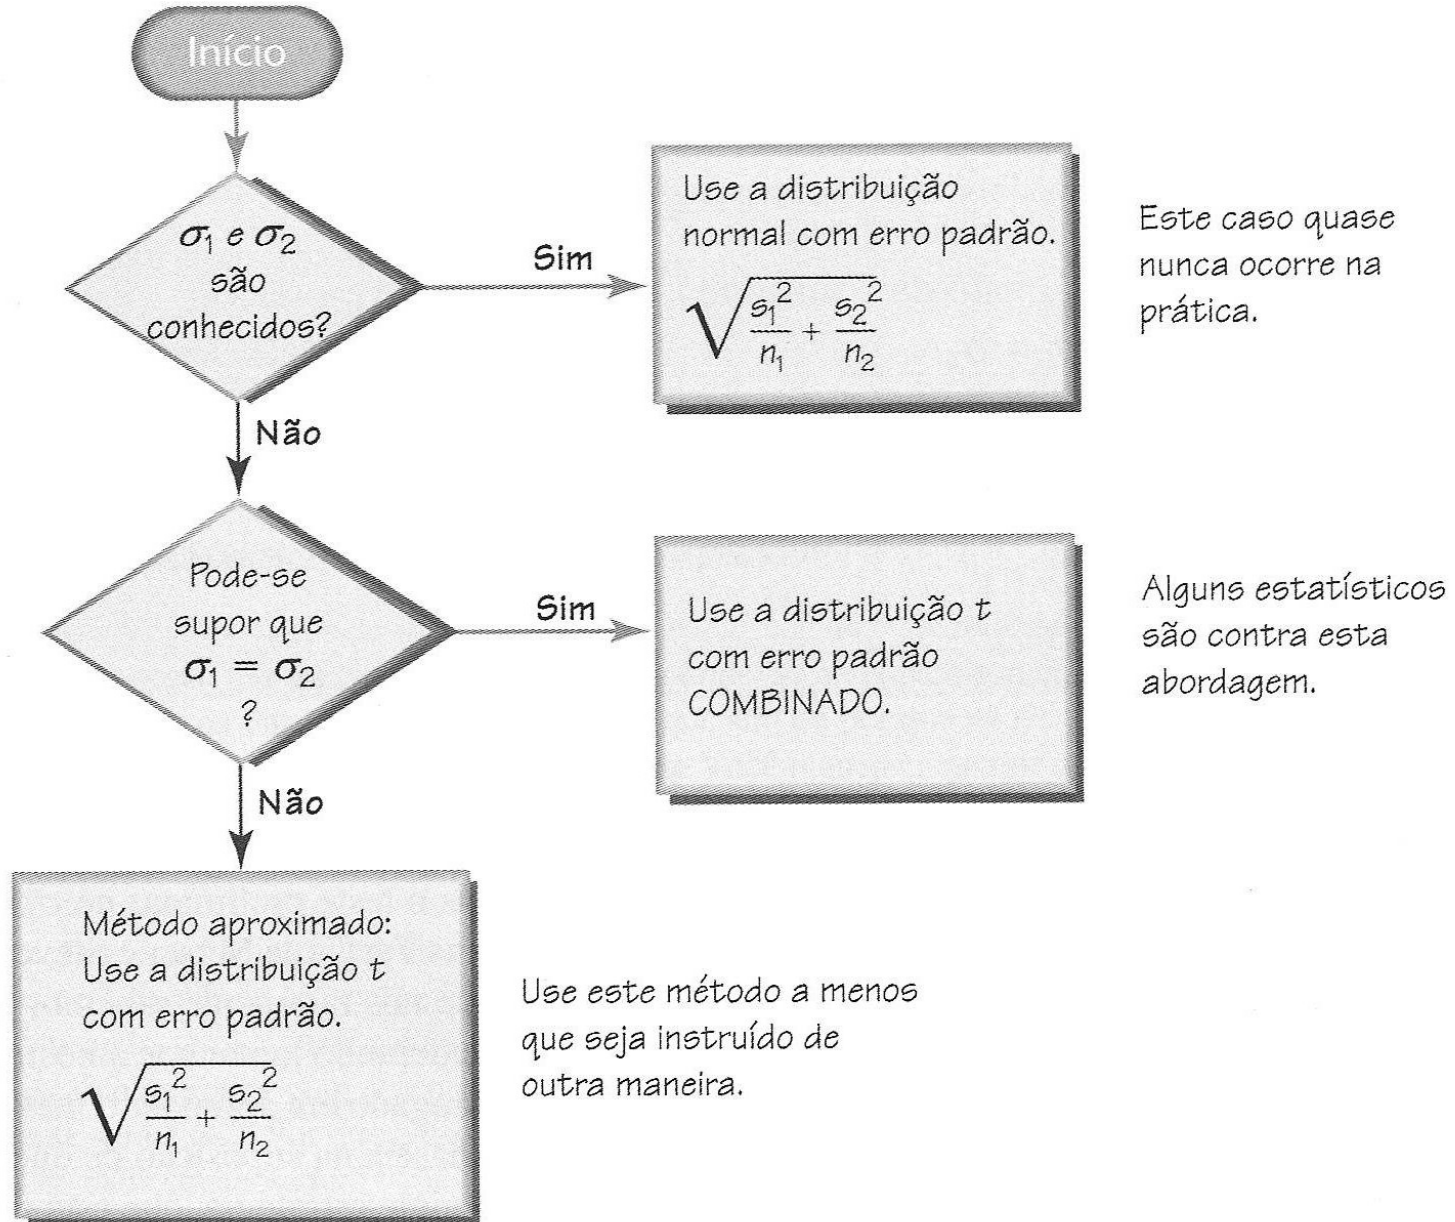 Início
σ₁ e σ₂
são
conhecidos?
Sim
Use a distribuição
normal com erro padrão.
√(s₁²/n₁ + s₂²/n₂)
Este caso quase
nunca ocorre na
prática.
Não
Pode-se
supor que
σ₁ = σ₂
?
Sim
Use a distribuição t
com erro padrão
COMBINADO.
Alguns estatísticos
são contra esta
abordagem.
Não
Método aproximado:
Use a distribuição t
com erro padrão.
√(s₁²/n₁ + s₂²/n₂)
Use este método a menos
que seja instruído de
outra maneira.